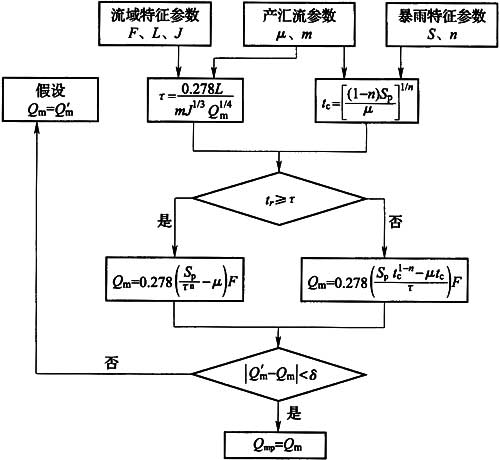 流域特征参数
F、L、J
产汇流参数
μ、m
暴雨特征参数
S、n
假设
Qm=Q′m
τ=0.278L/(mJ^{1/3}Qm^{1/4})
tc=[(1-n)Sp/μ]^{1/n}
tr≥τ
是
否
Qm=0.278(Sp/τ^n-μ)F
Qm=0.278((Sp tc^{1-n}-μtc)/τ)F
否
|Q′m-Qm|<δ
是
Qmp=Qm